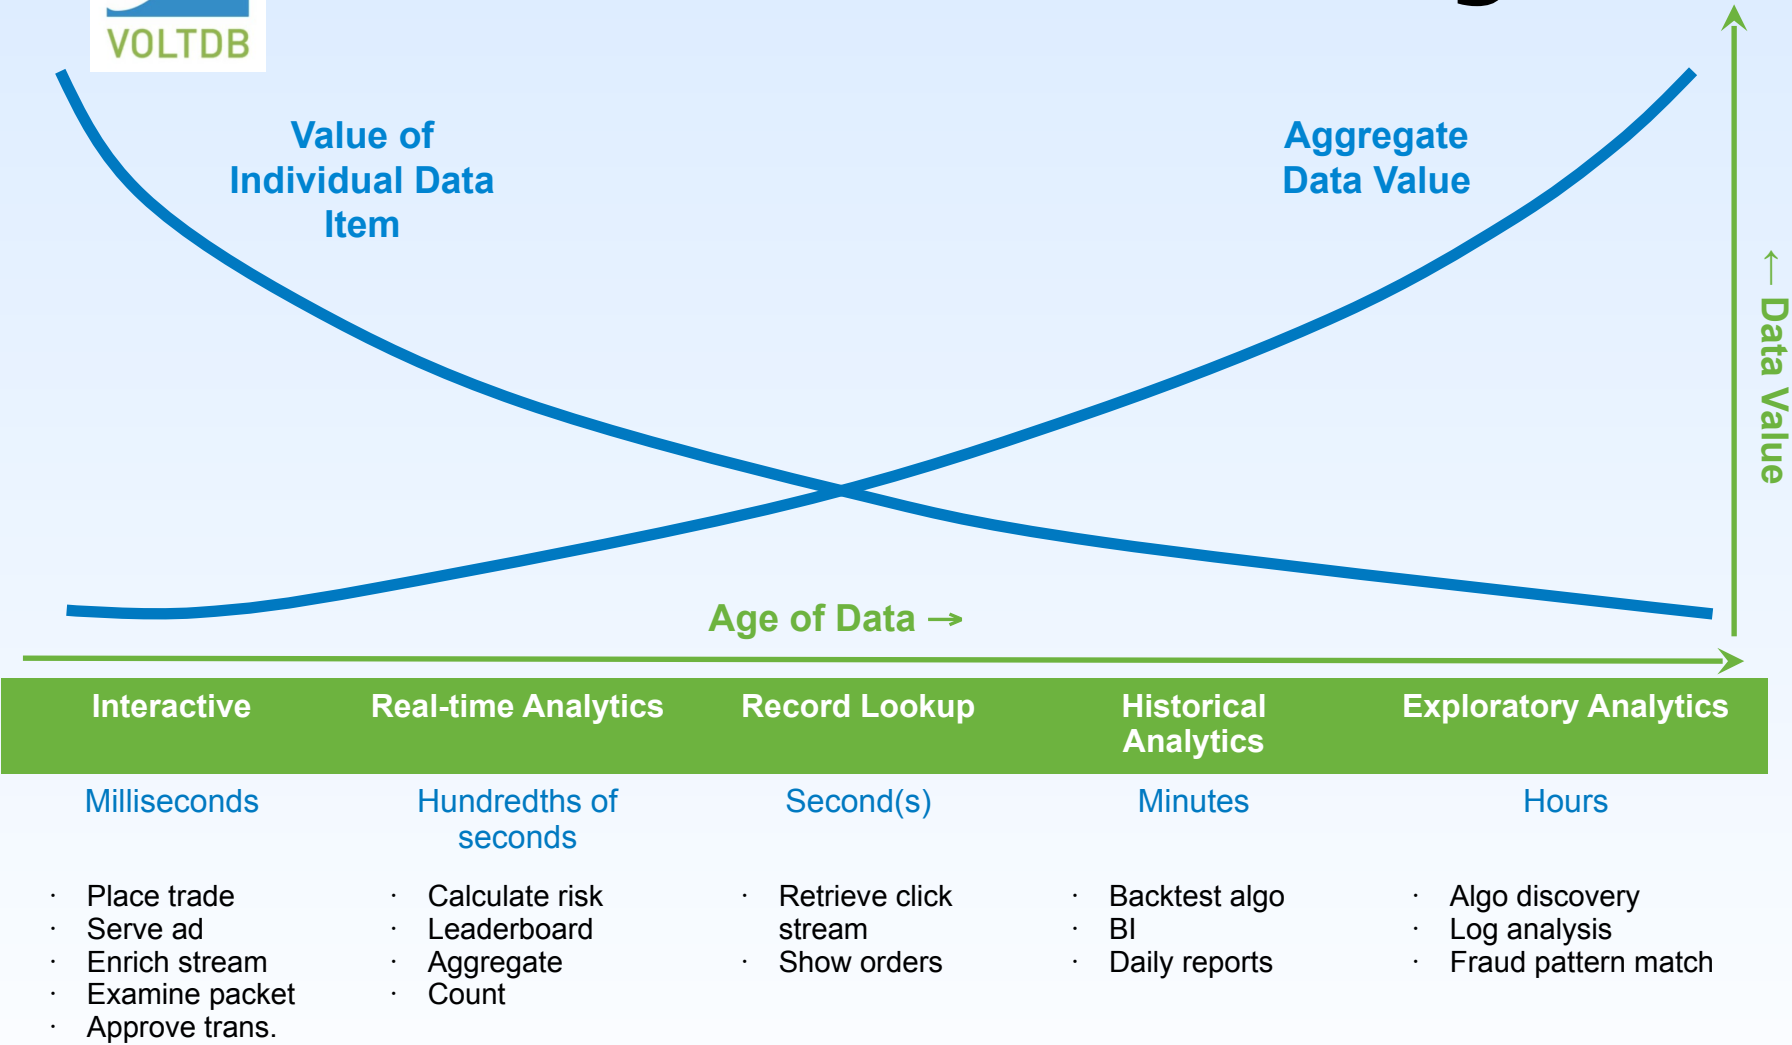 VOLTDB
Value of
Individual Data
Item
Aggregate
Data Value
← Data Value
Age of Data →
Interactive
Real-time Analytics
Record Lookup
Historical
Analytics
Exploratory Analytics
Milliseconds
Hundredths of
seconds
Second(s)
Minutes
Hours
· Place trade
· Serve ad
· Enrich stream
· Examine packet
· Approve trans.
· Calculate risk
· Leaderboard
· Aggregate
· Count
· Retrieve click
stream
· Show orders
· Backtest algo
· BI
· Daily reports
· Algo discovery
· Log analysis
· Fraud pattern match